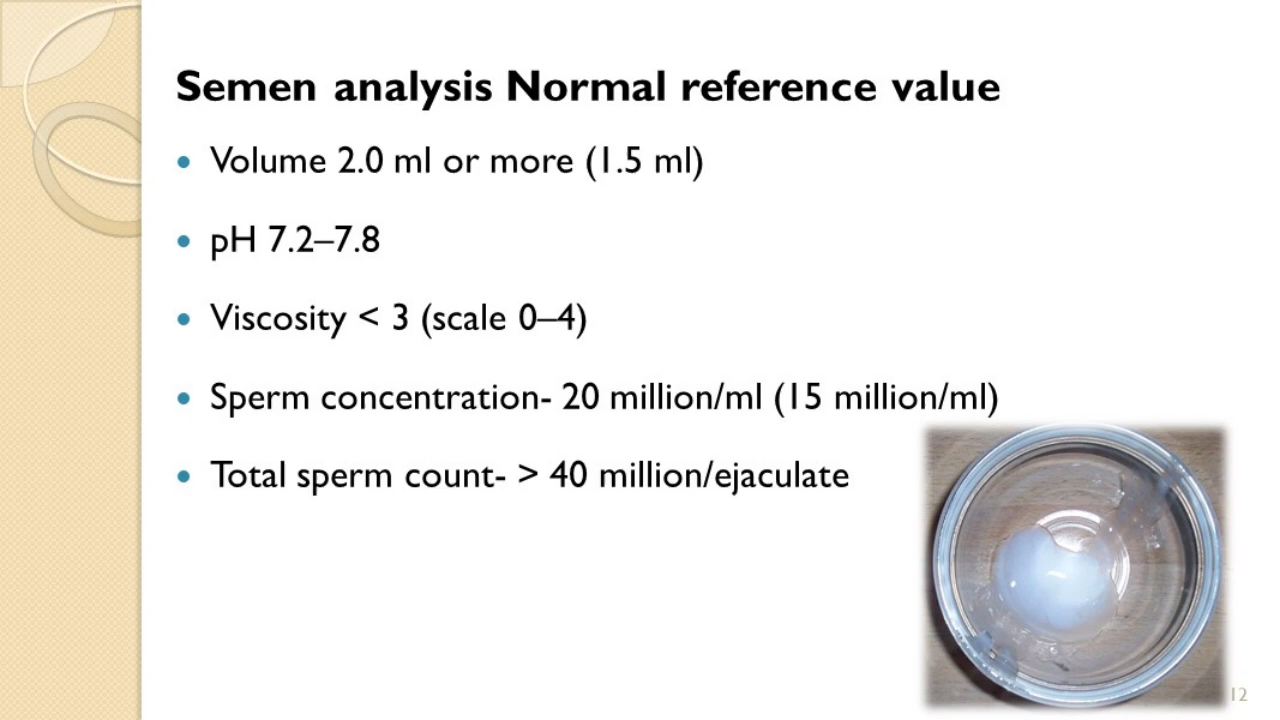 Semen analysis Normal reference value
• Volume 2.0 ml or more (1.5 ml)
• pH 7.2–7.8
• Viscosity < 3 (scale 0–4)
• Sperm concentration- 20 million/ml (15 million/ml)
• Total sperm count- > 40 million/ejaculate
12